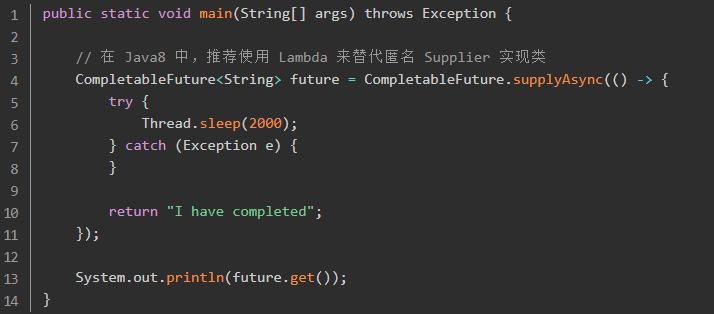 1 public static void main(String[] args) throws Exception {
2
3     // 在 Java8 中，推荐使用 Lambda 来替代匿名 Supplier 实现类
4     CompletableFuture<String> future = CompletableFuture.supplyAsync(() -> {
5         try {
6             Thread.sleep(2000);
7         } catch (Exception e) {
8         }
9
10         return "I have completed";
11     });
12
13     System.out.println(future.get());
14 }